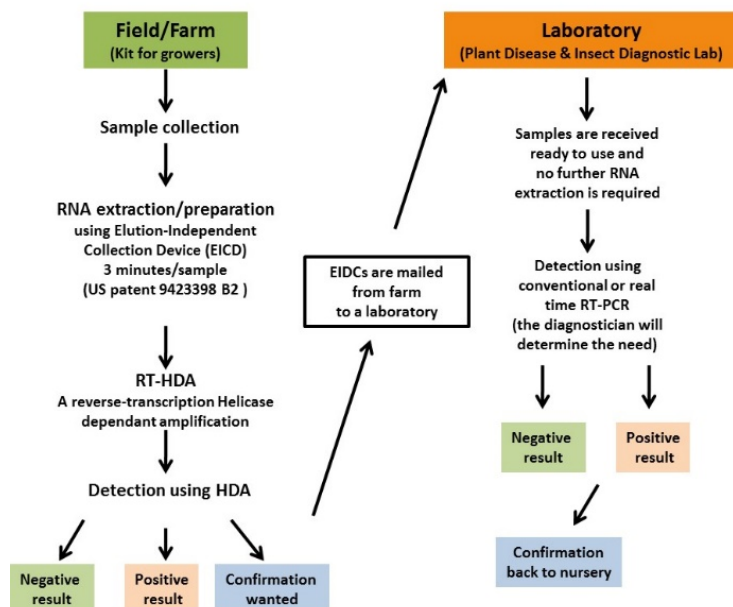 Field/Farm
(Kit for growers)
Sample collection
RNA extraction/preparation
using Elution-Independent
Collection Device (EICD)
3 minutes/sample
(US patent 9423398 B2 )
RT-HDA
A reverse-transcription Helicase
dependant amplification
Detection using HDA
Negative
result
Positive
result
Confirmation
wanted
EIDCs are mailed
from farm
to a laboratory
Laboratory
(Plant Disease & Insect Diagnostic Lab)
Samples are received
ready to use and
no further RNA
extraction is required
Detection using
conventional or real
time RT-PCR
(the diagnostician will
determine the need)
Negative
result
Positive
result
Confirmation
back to nursery